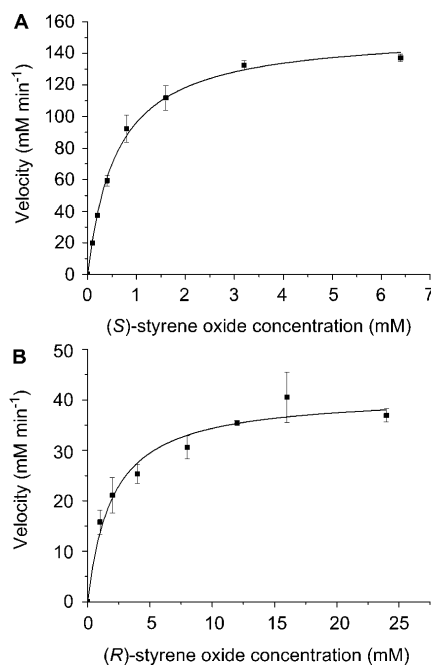 A
160
140
120
100
80
60
40
20
0
Velocity (mM min-1)
0 1 2 3 4 5 6 7
(S)-styrene oxide concentration (mM)
B
50
40
30
20
10
0
Velocity (mM min-1)
0 5 10 15 20 25
(R)-styrene oxide concentration (mM)